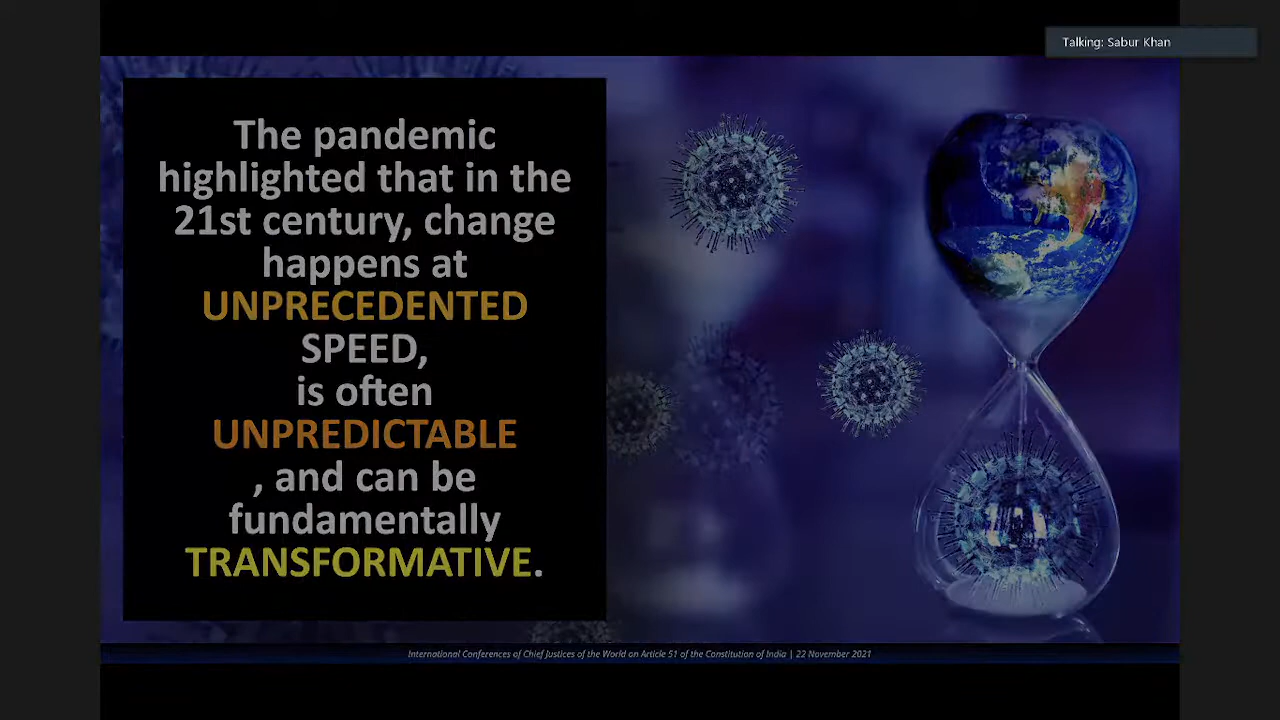 Talking: Sabur Khan
The pandemic
highlighted that in the
21st century, change
happens at
UNPRECEDENTED
SPEED,
is often
UNPREDICTABLE
, and can be
fundamentally
TRANSFORMATIVE.
International Conferences of Chief Justices of the World on Article 51 of the Constitution of India | 22 November 2021